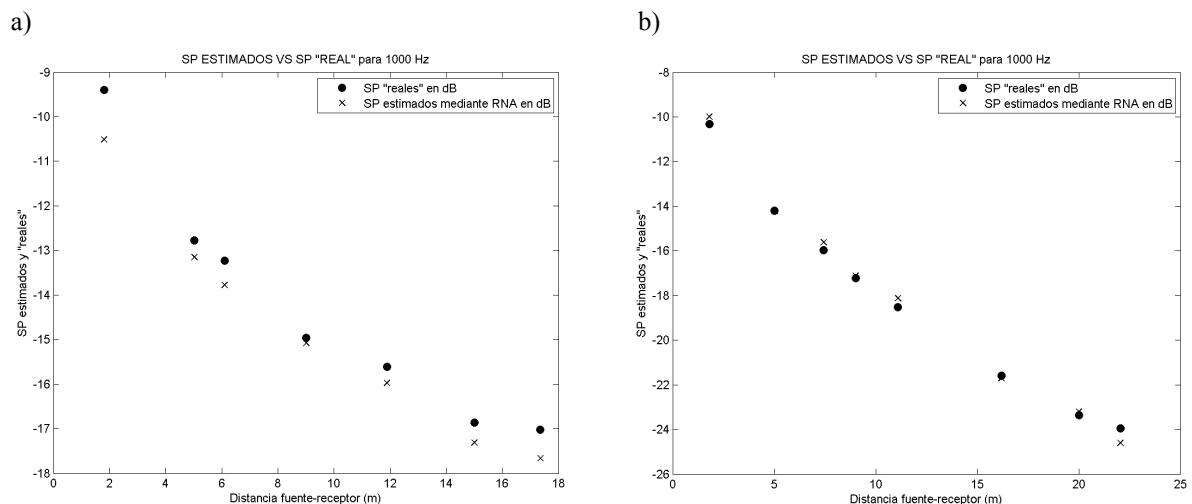 a)
SP ESTIMADOS VS SP "REAL" para 1000 Hz
-9
-10
-11
-12
-13
-14
-15
-16
-17
-18
SP estimados y "reales"
SP "reales" en dB
SP estimados mediante RNA en dB
0 2 4 6 8 10 12 14 16 18
Distancia fuente-receptor (m)
b)
SP ESTIMADOS VS SP "REAL" para 1000 Hz
-8
-10
-12
-14
-16
-18
-20
-22
-24
-26
SP estimados y "reales"
SP "reales" en dB
SP estimados mediante RNA en dB
0 5 10 15 20 25
Distancia fuente-receptor (m)